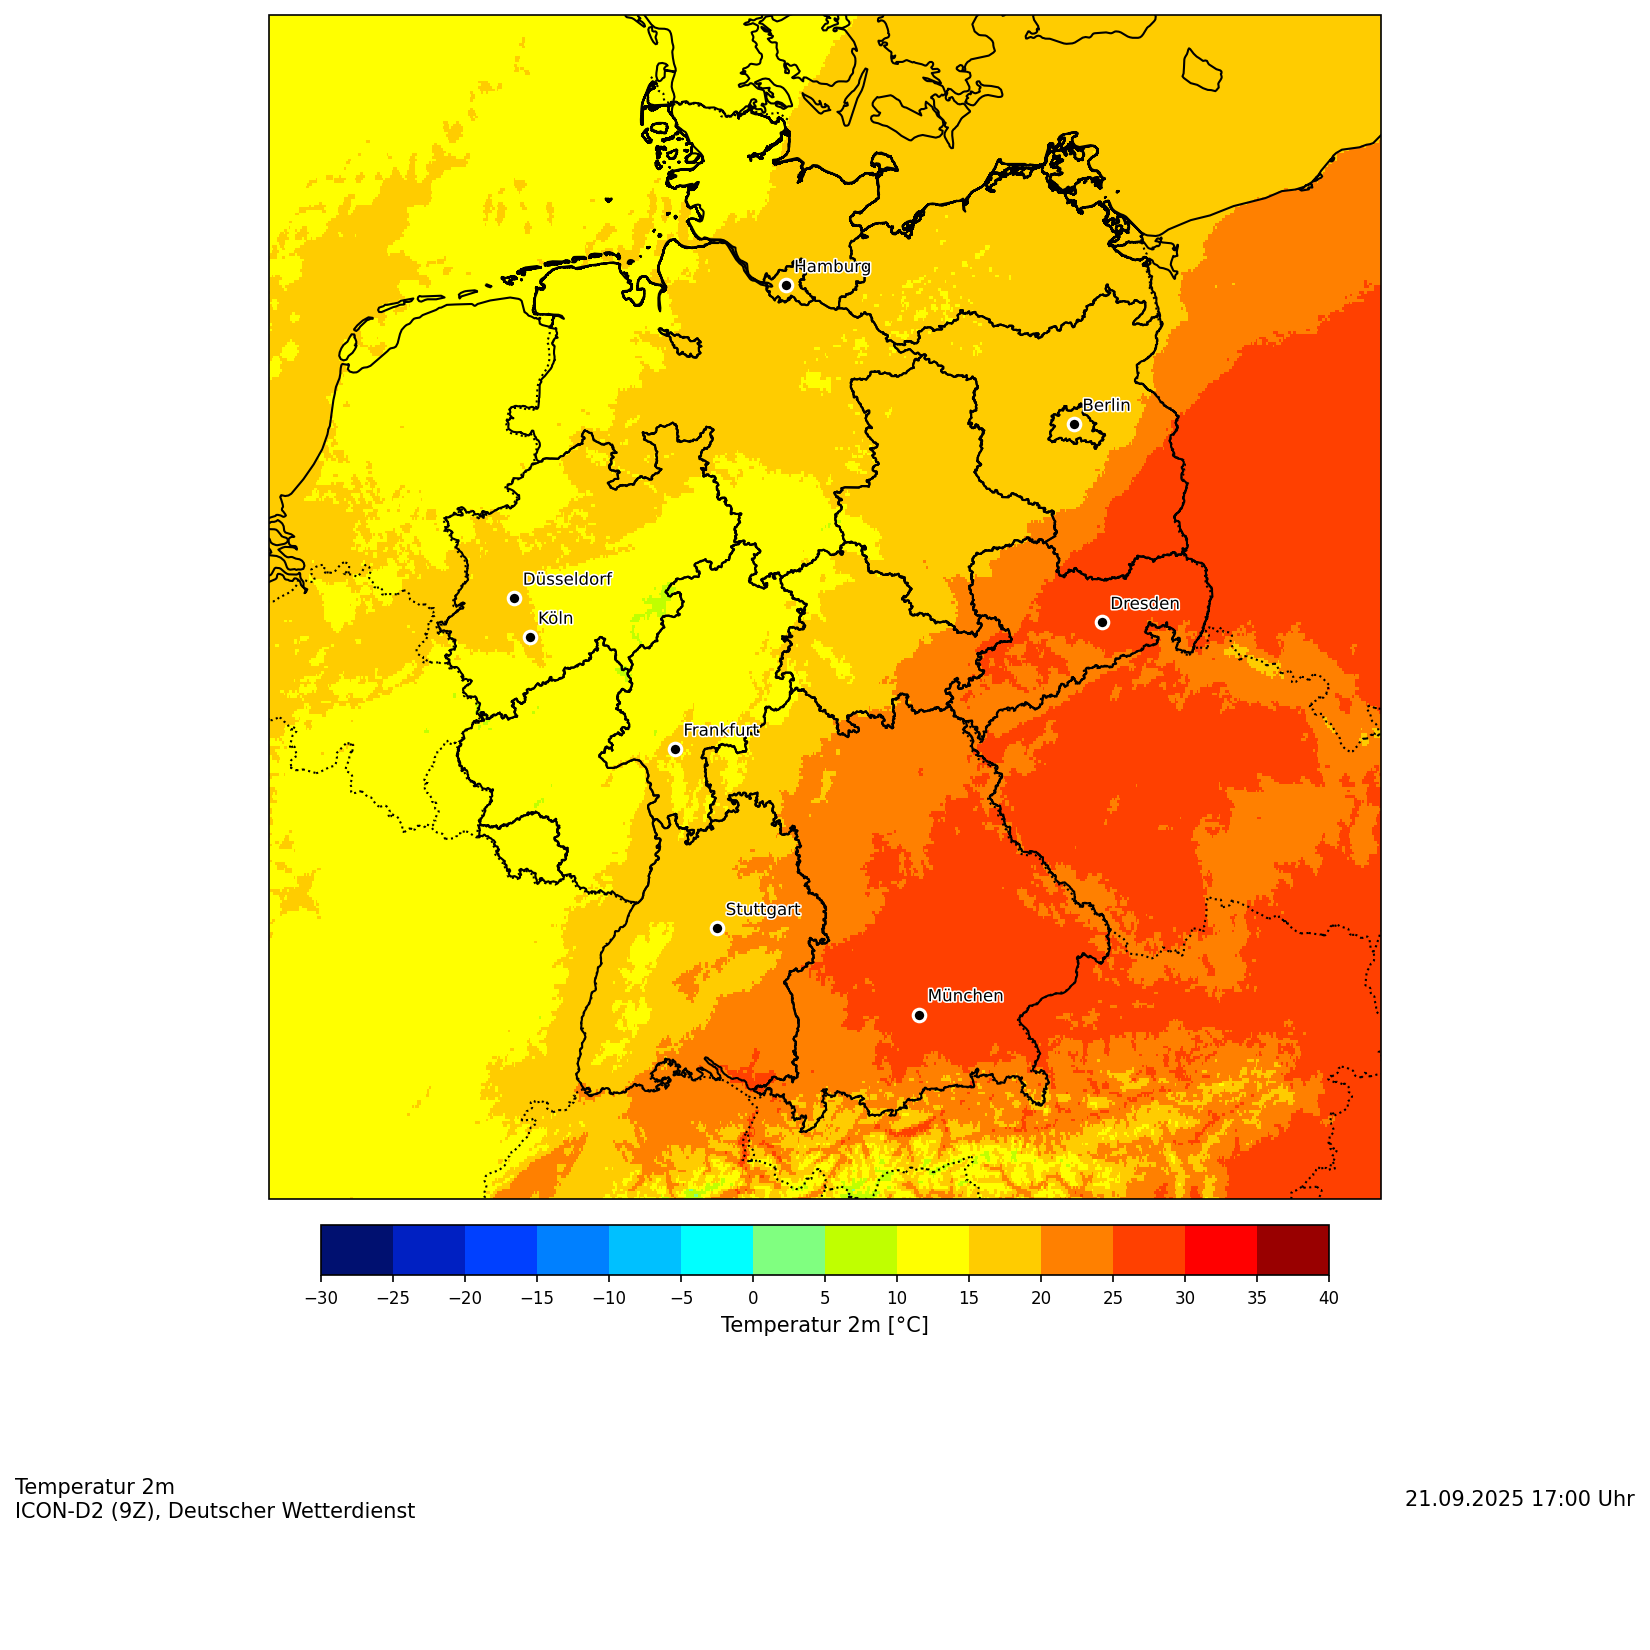 Hamburg
Berlin
Düsseldorf
Köln
Dresden
Frankfurt
Stuttgart
München
−30 −25 −20 −15 −10 −5 0 5 10 15 20 25 30 35 40
Temperatur 2m [°C]
Temperatur 2m
ICON-D2 (9Z), Deutscher Wetterdienst
21.09.2025 17:00 Uhr